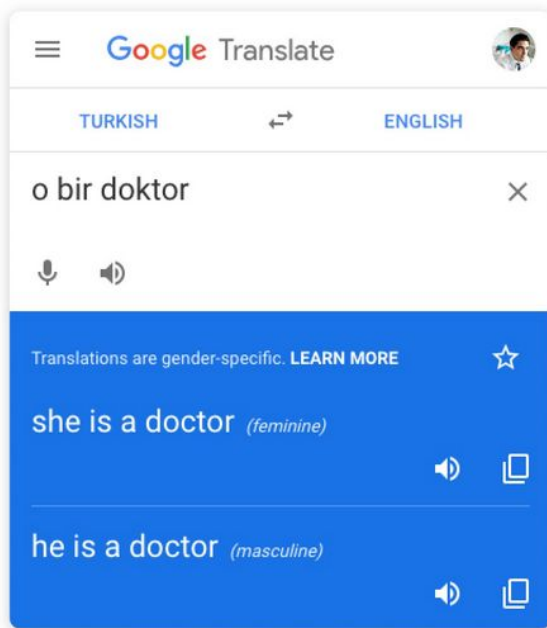 Google Translate
TURKISH ENGLISH
o bir doktor
Translations are gender-specific. LEARN MORE
she is a doctor (feminine)
he is a doctor (masculine)